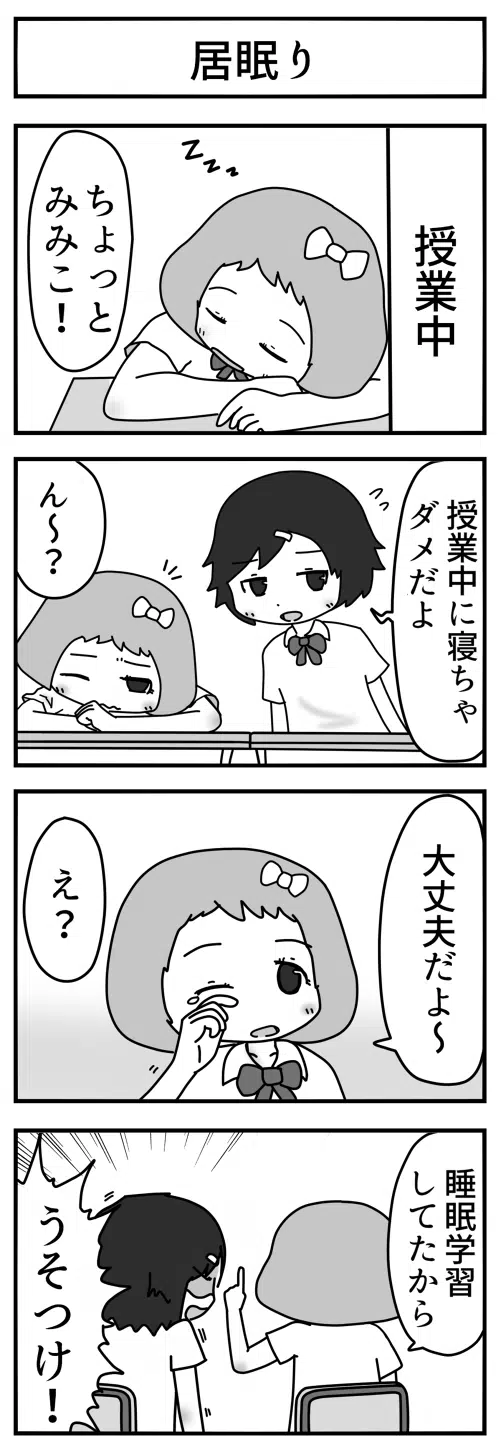 居眠り
授業中
ちょっと
みみこ！
授業中に寝ちゃ
ダメだよ
ん～？
大丈夫だよ～
え？
睡眠学習
してたから
うそつけ！